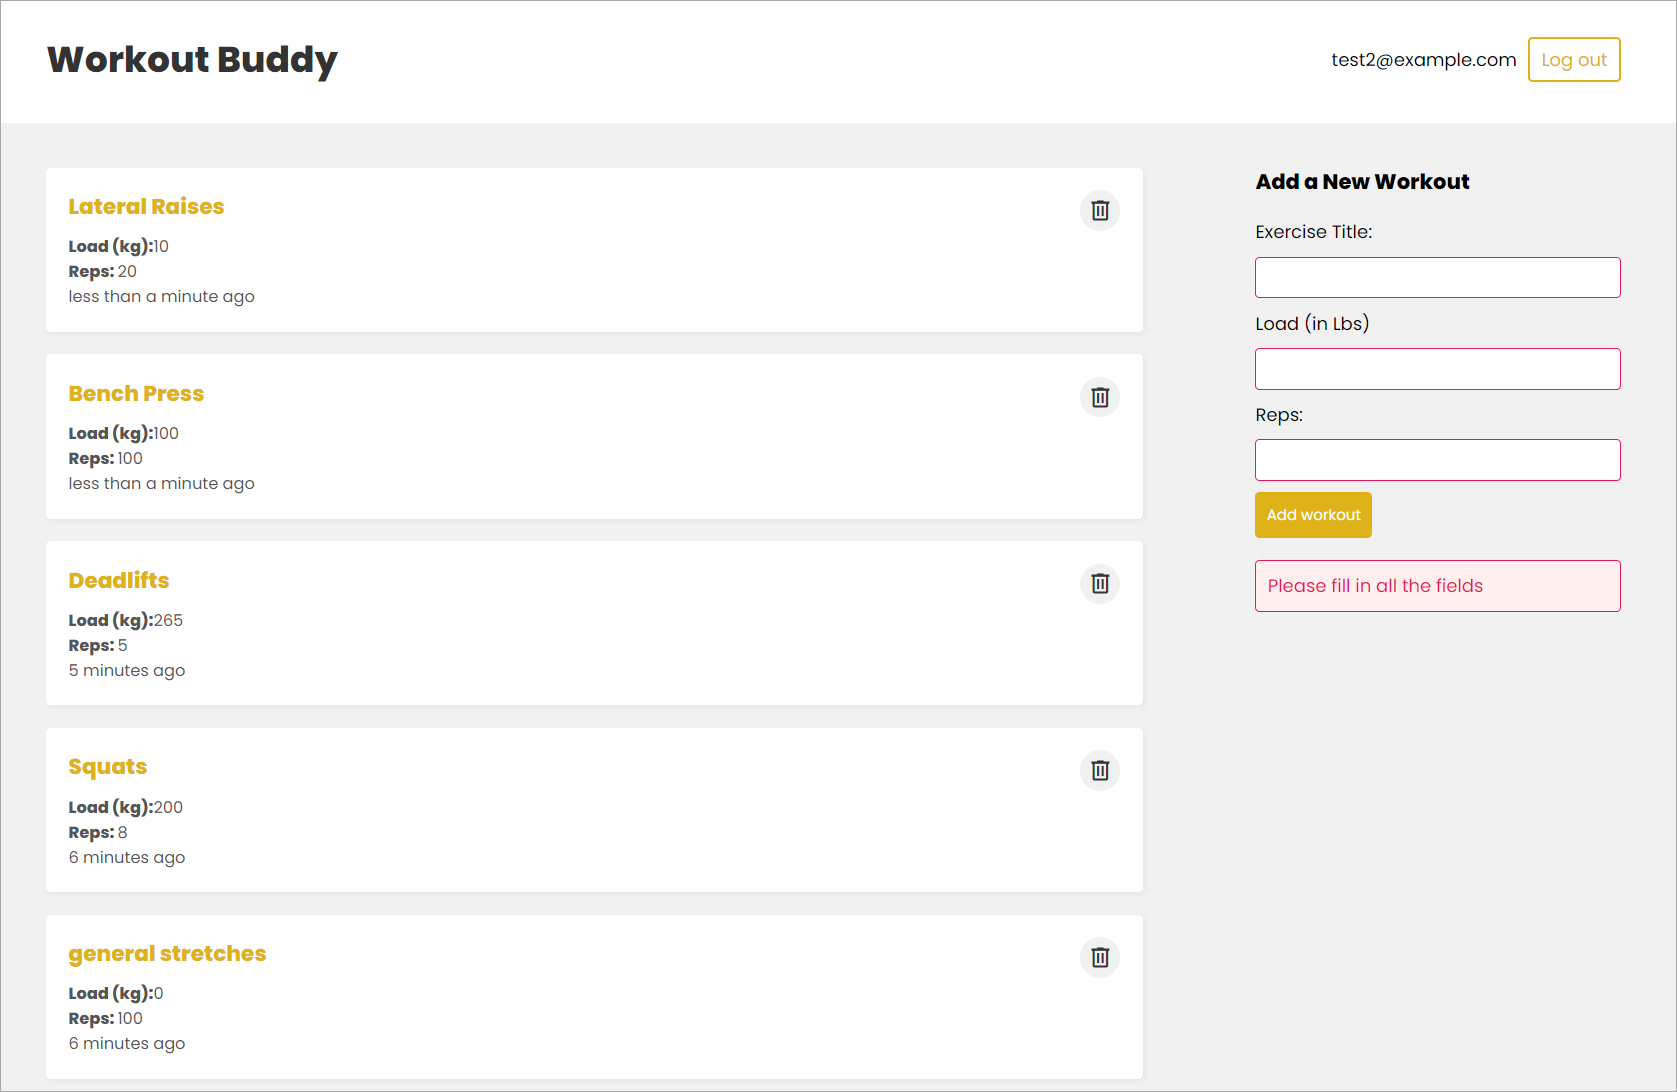 Workout Buddy
test2@example.com
Log out
Lateral Raises
Load (kg):10
Reps: 20
less than a minute ago
Bench Press
Load (kg):100
Reps: 100
less than a minute ago
Deadlifts
Load (kg):265
Reps: 5
5 minutes ago
Squats
Load (kg):200
Reps: 8
6 minutes ago
general stretches
Load (kg):0
Reps: 100
6 minutes ago
Add a New Workout
Exercise Title:
Load (in Lbs)
Reps:
Add workout
Please fill in all the fields